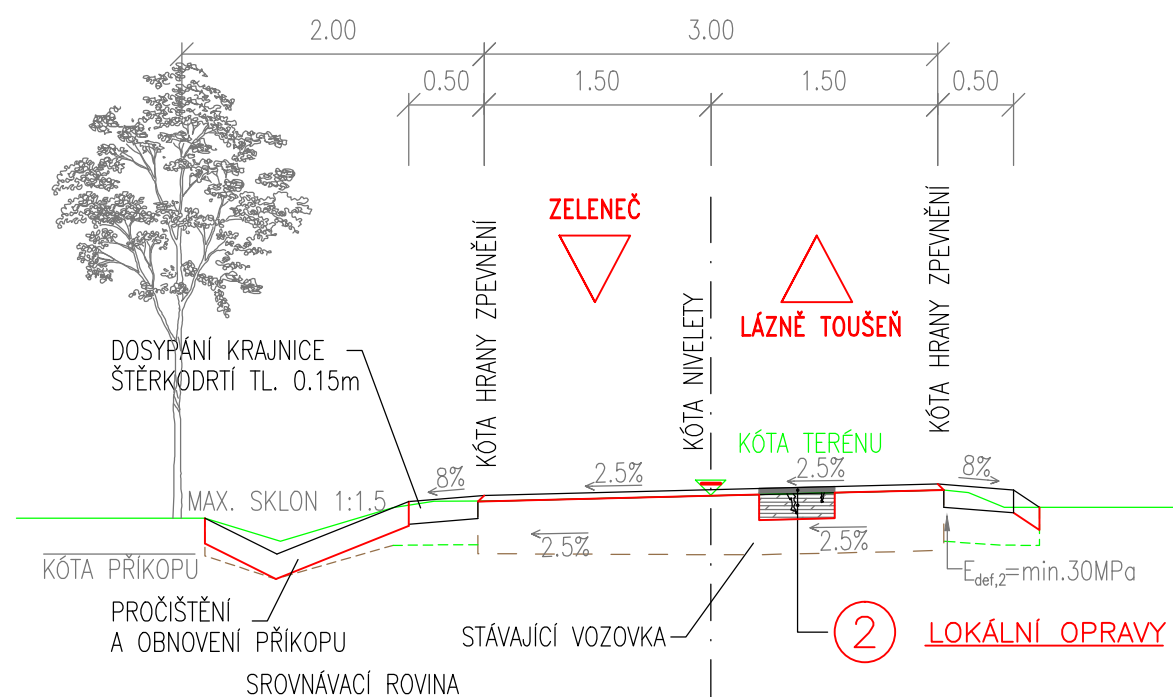 2.00
3.00
0.50
1.50
1.50
0.50
ZELENEČ
LÁZNĚ TOUŠEŇ
KÓTA HRANY ZPEVNĚNÍ
KÓTA NIVELETY
KÓTA HRANY ZPEVNĚNÍ
DOSYPÁNÍ KRAJNICE
ŠTĚRKODRTÍ TL. 0.15m
KÓTA TERÉNU
8%
2.5%
2.5%
8%
MAX. SKLON 1:1.5
2.5%
2.5%
KÓTA PŘÍKOPU
Edef,2=min.30MPa
PROČIŠTĚNÍ
A OBNOVENÍ PŘÍKOPU
STÁVAJÍCÍ VOZOVKA
2
LOKÁLNÍ OPRAVY
SROVNÁVACÍ ROVINA